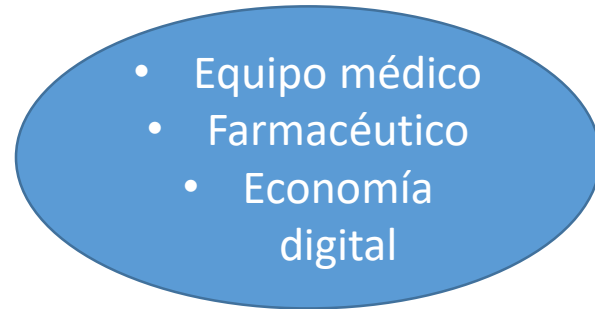 • Equipo médico
• Farmacéutico
• Economía
digital